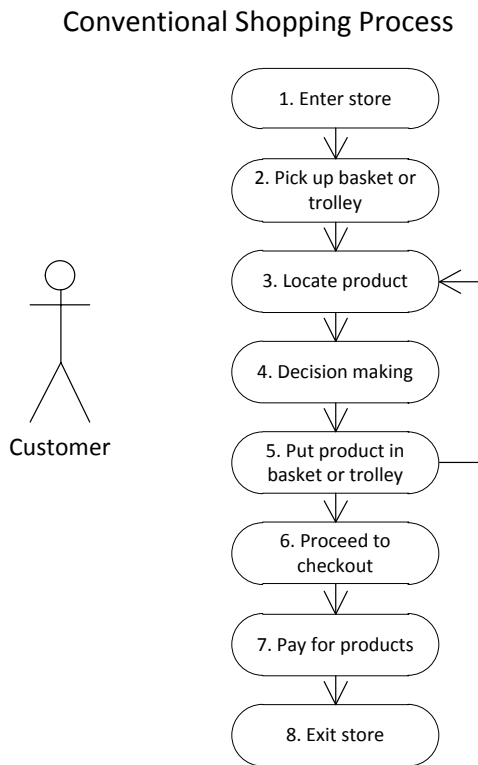 Conventional Shopping Process
1. Enter store
2. Pick up basket or
trolley
3. Locate product
4. Decision making
Customer
5. Put product in
basket or trolley
6. Proceed to
checkout
7. Pay for products
8. Exit store